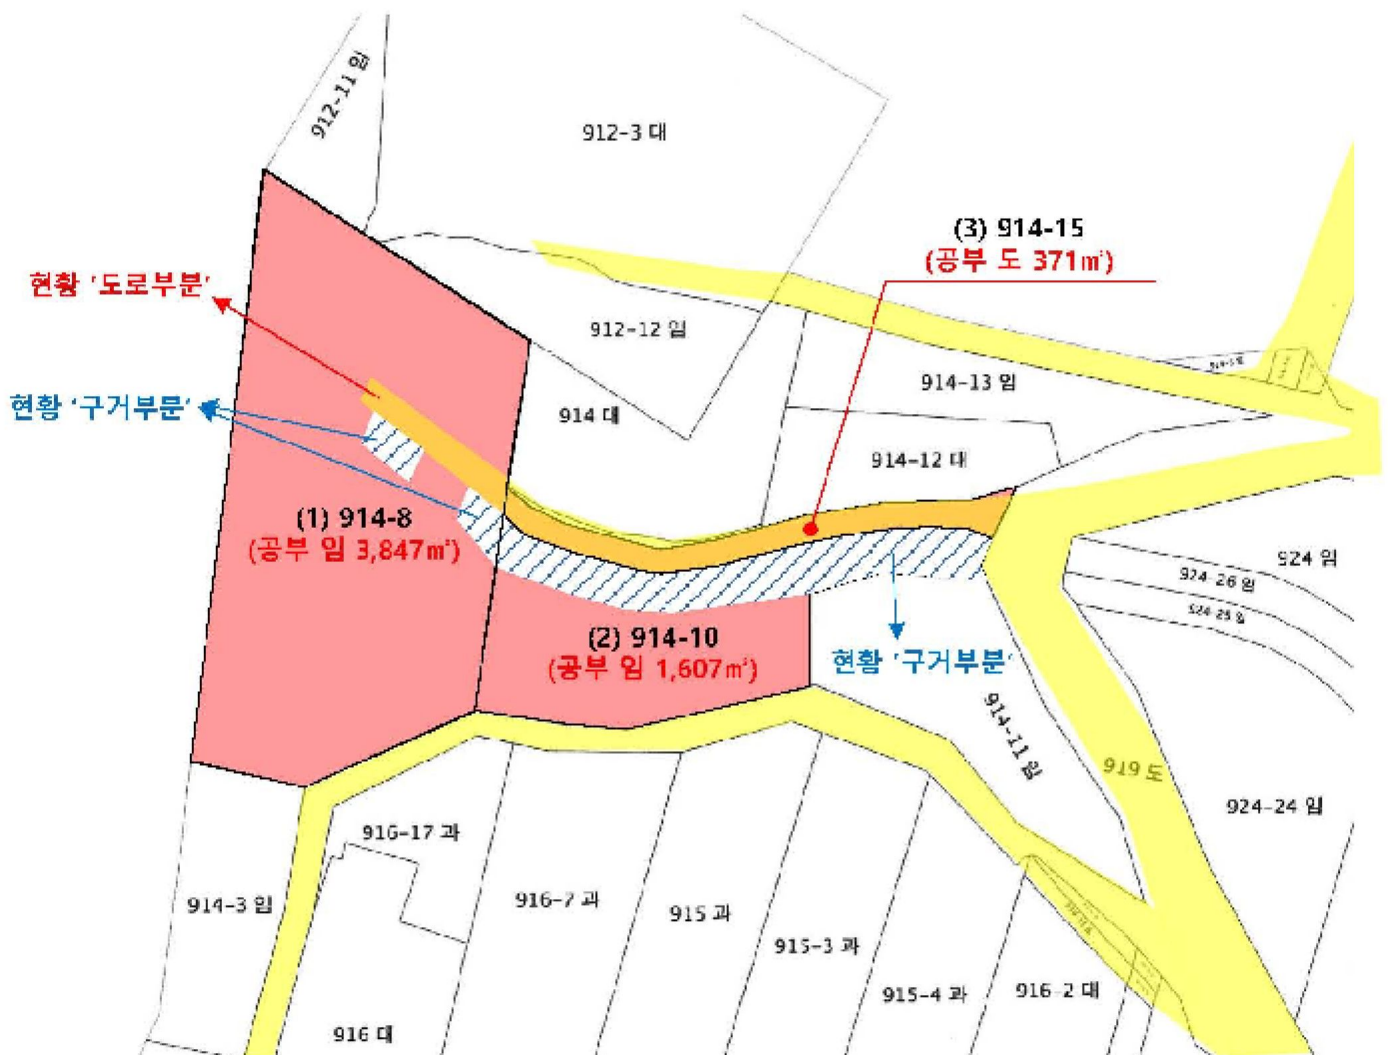 912-11 임
912-3 대
(3) 914-15
(공부 도 371㎡)
현황 '도로부분'
912-12 임
914-13 임
현황 '구거부분'
914 대
914-12 대
(1) 914-8
(공부 임 3,847㎡)
924 임
924-26 임
924-25 임
(2) 914-10
(공부 임 1,607㎡)
현황 '구거부분'
914-11 임
919 도
924-24 임
916-17 과
914-3 임
916-7 과
915 과
915-3 과
915-4 과
916-2 대
916 대